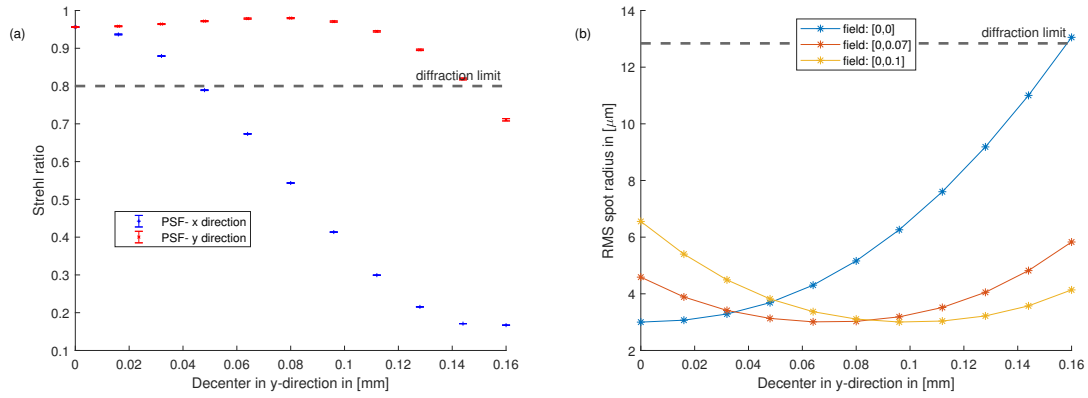 (a)
Strehl ratio
1
0.9
0.8
0.7
0.6
0.5
0.4
0.3
0.2
0.1
diffraction limit
PSF- x direction
PSF- y direction
0 0.02 0.04 0.06 0.08 0.1 0.12 0.14 0.16
Decenter in y-direction in [mm]
(b)
RMS spot radius in [μm]
14
12
10
8
6
4
2
field: [0,0]
field: [0,0.07]
field: [0,0.1]
diffraction limit
0 0.02 0.04 0.06 0.08 0.1 0.12 0.14 0.16
Decenter in y-direction in [mm]